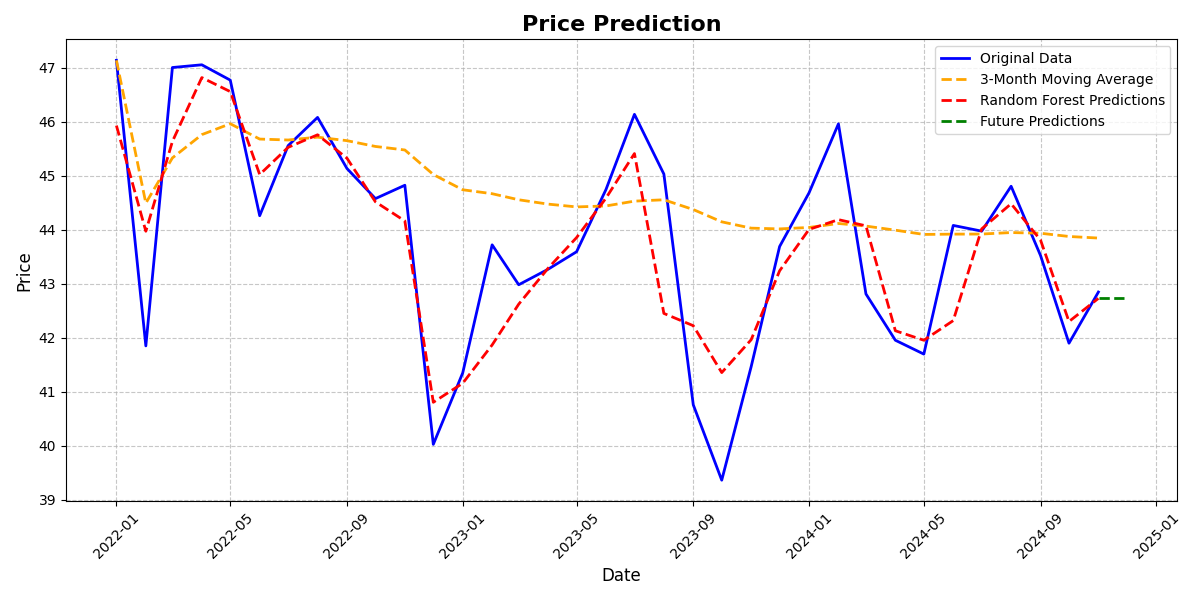 Price Prediction
Original Data
3-Month Moving Average
Random Forest Predictions
Future Predictions
Price
47
46
45
44
43
42
41
40
39
2022-01
2022-05
2022-09
2023-01
2023-05
2023-09
2024-01
2024-05
2024-09
2025-01
Date